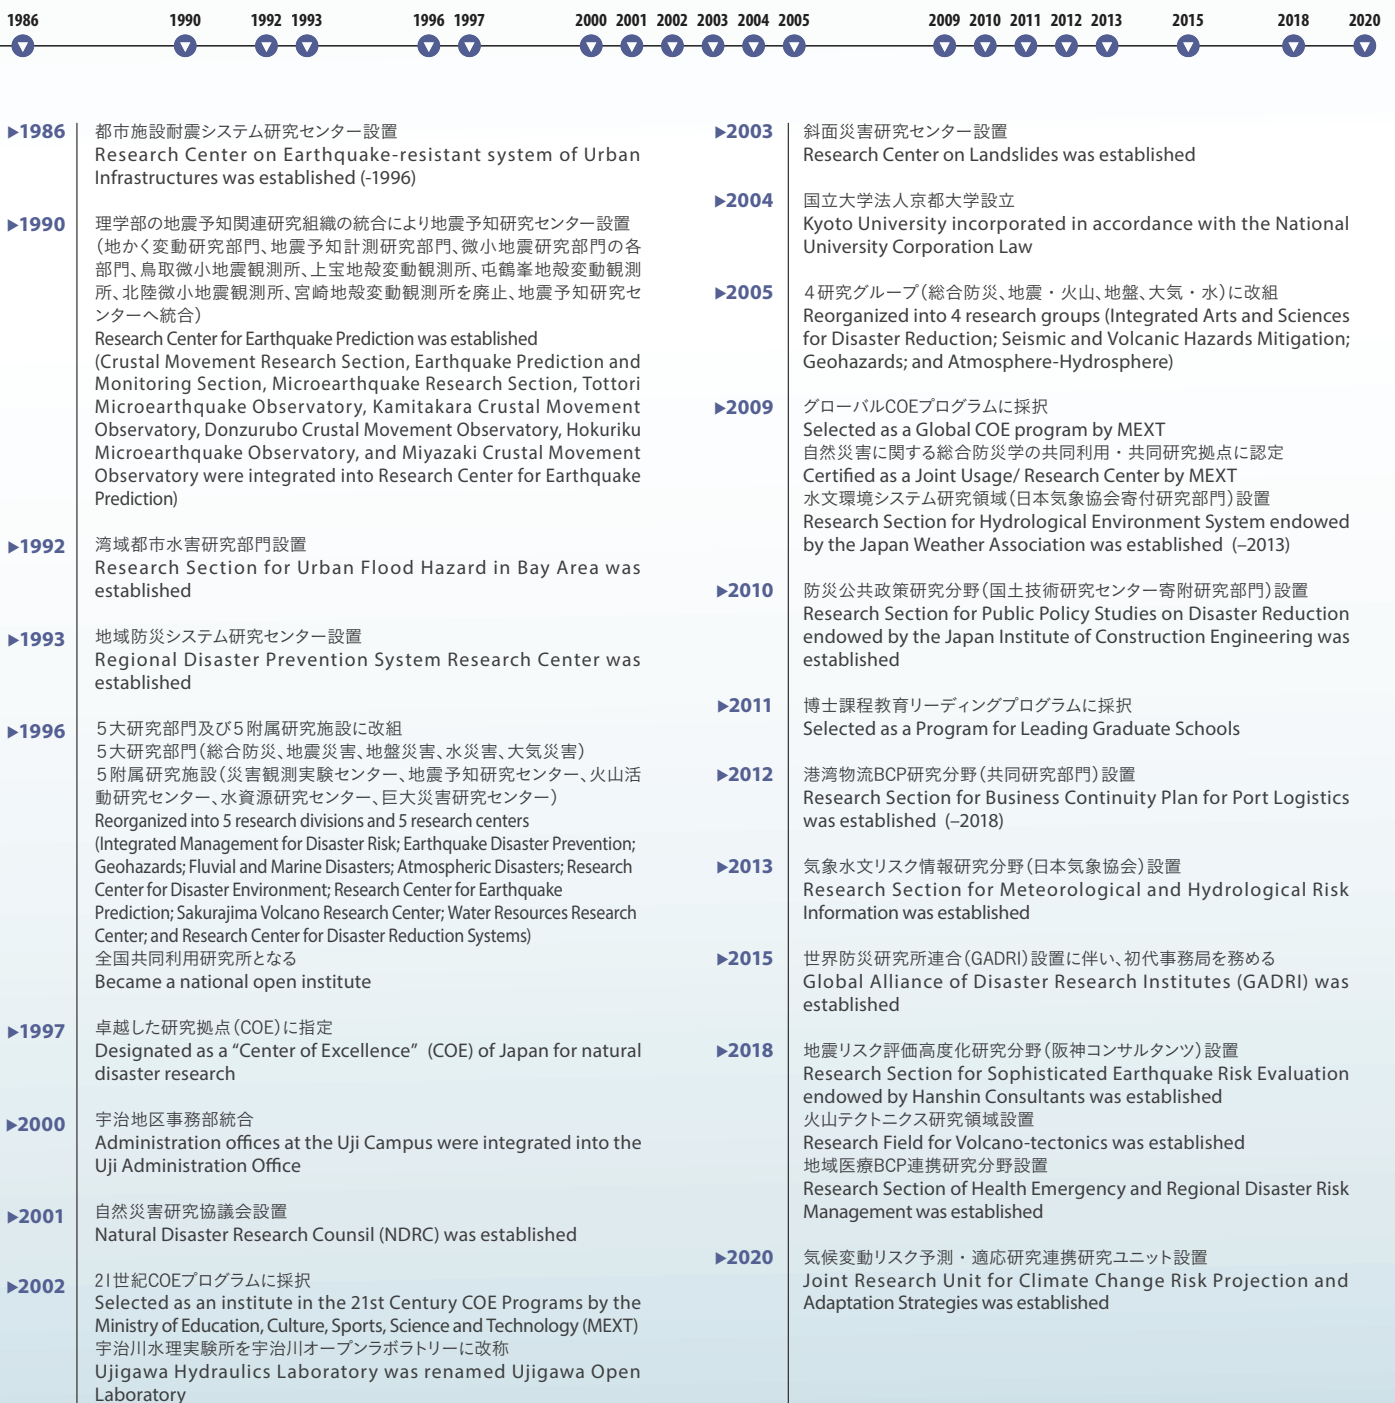 1986 1990 1992 1993 1996 1997 2000 2001 2002 2003 2004 2005 2009 2010 2011 2012 2013 2015 2018 2020
▶1986
都市施設耐震システム研究センター設置
Research Center on Earthquake-resistant system of Urban
Infrastructures was established (-1996)
▶1990
理学部の地震予知関連研究組織の統合により地震予知研究センター設置
(地かく変動研究部門、地震予知計測研究部門、微小地震研究部門の各
部門、鳥取微小地震観測所、上宝地殻変動観測所、屯鶴峯地殻変動観測
所、北陸微小地震観測所、宮崎地殻変動観測所を廃止、地震予知研究セ
ンターへ統合)
Research Center for Earthquake Prediction was established
(Crustal Movement Research Section, Earthquake Prediction and
Monitoring Section, Microearthquake Research Section, Tottori
Microearthquake Observatory, Kamitakara Crustal Movement
Observatory, Donzurubo Crustal Movement Observatory, Hokuriku
Microearthquake Observatory, and Miyazaki Crustal Movement
Observatory were integrated into Research Center for Earthquake
Prediction)
▶1992
湾域都市水害研究部門設置
Research Section for Urban Flood Hazard in Bay Area was
established
▶1993
地域防災システム研究センター設置
Regional Disaster Prevention System Research Center was
established
▶1996
5大研究部門及び5附属研究施設に改組
5大研究部門(総合防災、地震災害、地盤災害、水災害、大気災害)
5附属研究施設(災害観測実験センター、地震予知研究センター、火山活
動研究センター、水資源研究センター、巨大災害研究センター)
Reorganized into 5 research divisions and 5 research centers
(Integrated Management for Disaster Risk; Earthquake Disaster Prevention;
Geohazards; Fluvial and Marine Disasters; Atmospheric Disasters; Research
Center for Disaster Environment; Research Center for Earthquake
Prediction; Sakurajima Volcano Research Center; Water Resources Research
Center; and Research Center for Disaster Reduction Systems)
全国共同利用研究所となる
Became a national open institute
▶1997
卓越した研究拠点(COE)に指定
Designated as a “Center of Excellence” (COE) of Japan for natural
disaster research
▶2000
宇治地区事務部統合
Administration offices at the Uji Campus were integrated into the
Uji Administration Office
▶2001
自然災害研究協議会設置
Natural Disaster Research Counsil (NDRC) was established
▶2002
21世紀COEプログラムに採択
Selected as an institute in the 21st Century COE Programs by the
Ministry of Education, Culture, Sports, Science and Technology (MEXT)
宇治川水理実験所を宇治川オープンラボラトリーに改称
Ujigawa Hydraulics Laboratory was renamed Ujigawa Open
Laboratory
▶2003
斜面災害研究センター設置
Research Center on Landslides was established
▶2004
国立大学法人京都大学設立
Kyoto University incorporated in accordance with the National
University Corporation Law
▶2005
4研究グループ(総合防災、地震・火山、地盤、大気・水)に改組
Reorganized into 4 research groups (Integrated Arts and Sciences
for Disaster Reduction; Seismic and Volcanic Hazards Mitigation;
Geohazards; and Atmosphere-Hydrosphere)
▶2009
グローバルCOEプログラムに採択
Selected as a Global COE program by MEXT
自然災害に関する総合防災学の共同利用・共同研究拠点に認定
Certified as a Joint Usage/ Research Center by MEXT
水文環境システム研究領域(日本気象協会寄付研究部門)設置
Research Section for Hydrological Environment System endowed
by the Japan Weather Association was established (–2013)
▶2010
防災公共政策研究分野(国土技術研究センター寄附研究部門)設置
Research Section for Public Policy Studies on Disaster Reduction
endowed by the Japan Institute of Construction Engineering was
established
▶2011
博士課程教育リーディングプログラムに採択
Selected as a Program for Leading Graduate Schools
▶2012
港湾物流BCP研究分野(共同研究部門)設置
Research Section for Business Continuity Plan for Port Logistics
was established (–2018)
▶2013
気象水文リスク情報研究分野(日本気象協会)設置
Research Section for Meteorological and Hydrological Risk
Information was established
▶2015
世界防災研究所連合(GADRI)設置に伴い、初代事務局を務める
Global Alliance of Disaster Research Institutes (GADRI) was
established
▶2018
地震リスク評価高度化研究分野(阪神コンサルタンツ)設置
Research Section for Sophisticated Earthquake Risk Evaluation
endowed by Hanshin Consultants was established
火山テクトニクス研究領域設置
Research Field for Volcano-tectonics was established
地域医療BCP連携研究分野設置
Research Section of Health Emergency and Regional Disaster Risk
Management was established
▶2020
気候変動リスク予測・適応研究連携研究ユニット設置
Joint Research Unit for Climate Change Risk Projection and
Adaptation Strategies was established